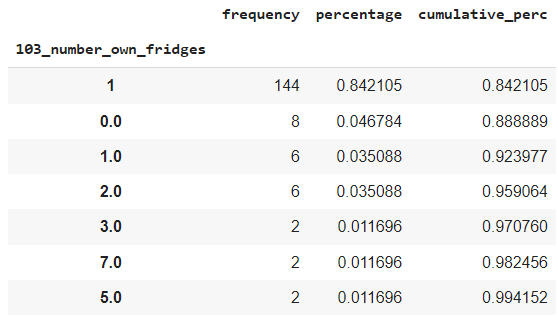 frequency percentage cumulative_perc
103_number_own_fridges
1 144 0.842105 0.842105
0.0 8 0.046784 0.888889
1.0 6 0.035088 0.923977
2.0 6 0.035088 0.959064
3.0 2 0.011696 0.970760
7.0 2 0.011696 0.982456
5.0 2 0.011696 0.994152